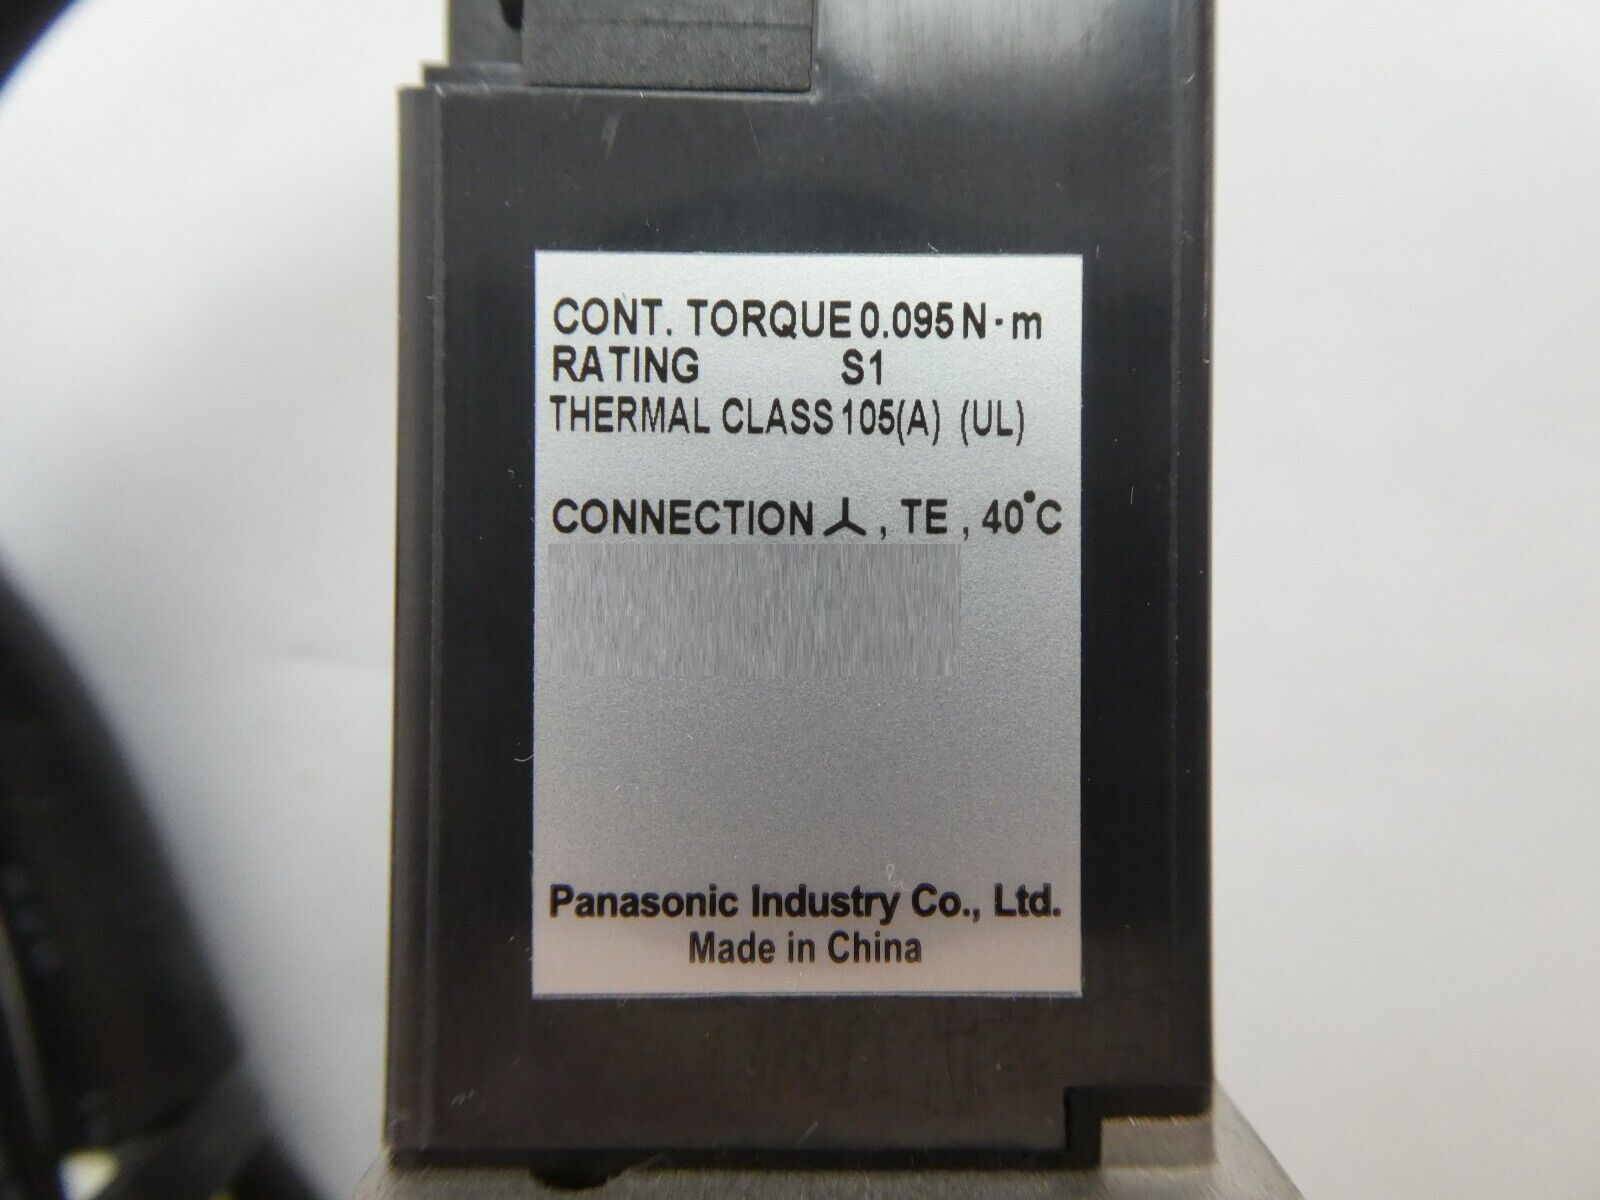 CONT. TORQUE 0.095 N·m
RATING S1
THERMAL CLASS 105(A) (UL)
CONNECTION ⅄, TE, 40°C
Panasonic Industry Co., Ltd.
Made in China